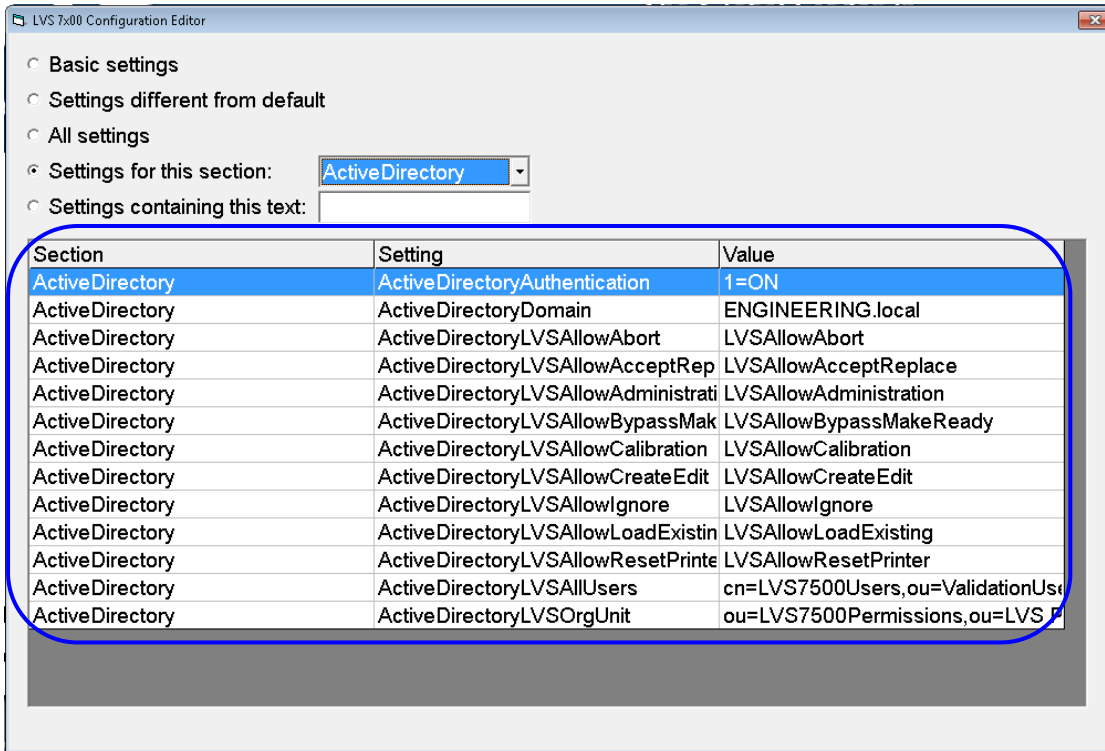 LVS 7x00 Configuration Editor
Basic settings
Settings different from default
All settings
Settings for this section: ActiveDirectory
Settings containing this text:
Section Setting Value
ActiveDirectory ActiveDirectoryAuthentication 1=ON
ActiveDirectory ActiveDirectoryDomain ENGINEERING.local
ActiveDirectory ActiveDirectoryLVSAllowAbort LVSAllowAbort
ActiveDirectory ActiveDirectoryLVSAllowAcceptRep LVSAllowAcceptReplace
ActiveDirectory ActiveDirectoryLVSAllowAdministrati LVSAllowAdministration
ActiveDirectory ActiveDirectoryLVSAllowBypassMak LVSAllowBypassMakeReady
ActiveDirectory ActiveDirectoryLVSAllowCalibration LVSAllowCalibration
ActiveDirectory ActiveDirectoryLVSAllowCreateEdit LVSAllowCreateEdit
ActiveDirectory ActiveDirectoryLVSAllowIgnore LVSAllowIgnore
ActiveDirectory ActiveDirectoryLVSAllowLoadExistin LVSAllowLoadExisting
ActiveDirectory ActiveDirectoryLVSAllowResetPrinte LVSAllowResetPrinter
ActiveDirectory ActiveDirectoryLVSAllUsers cn=LVS7500Users,ou=ValidationUse
ActiveDirectory ActiveDirectoryLVSOrgUnit ou=LVS7500Permissions,ou=LVS P